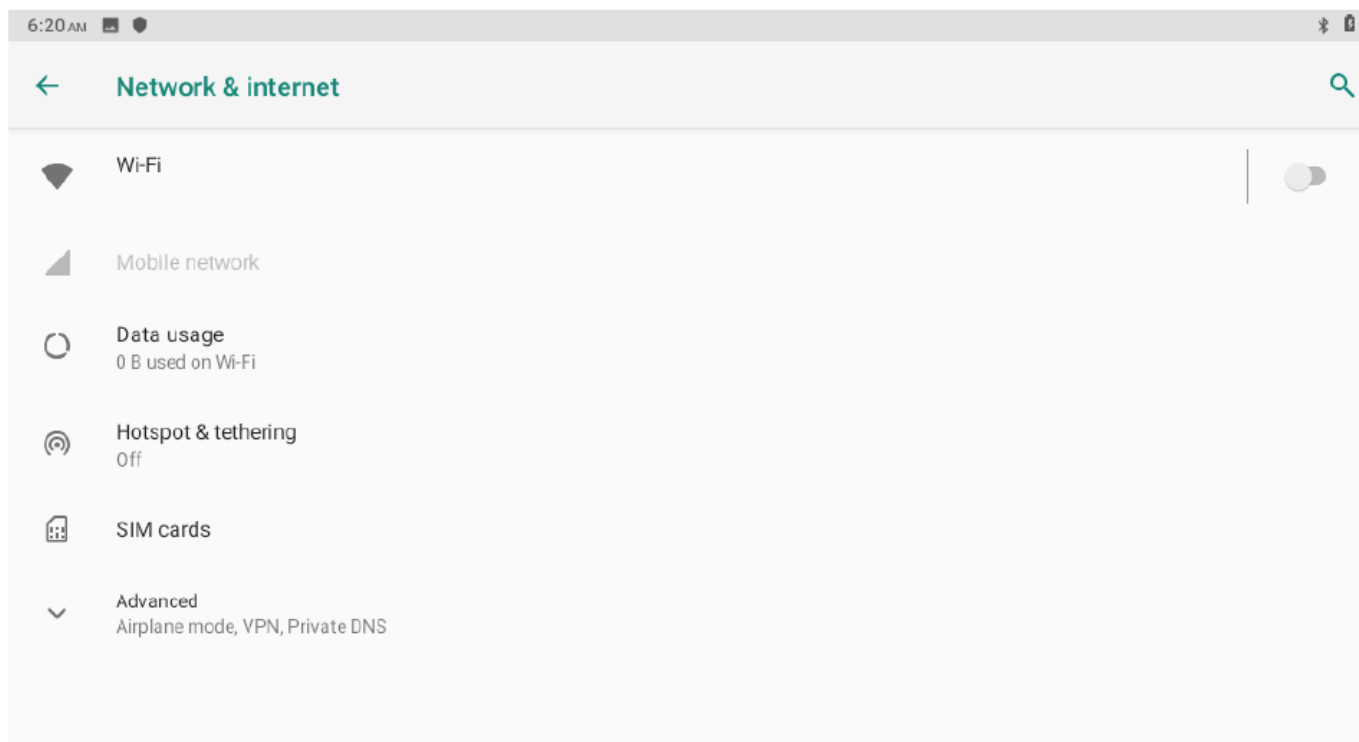 6:20 AM
Network & internet
Wi-Fi
Mobile network
Data usage
0 B used on Wi-Fi
Hotspot & tethering
Off
SIM cards
Advanced
Airplane mode, VPN, Private DNS